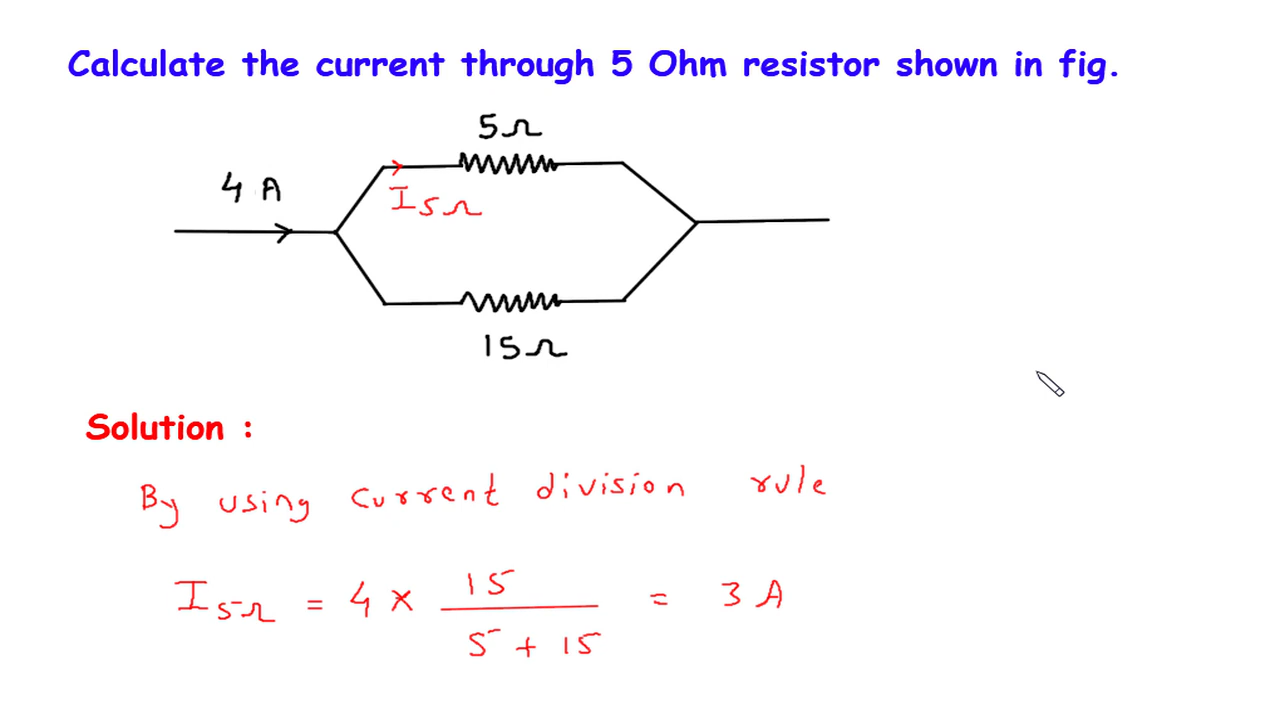 Calculate the current through 5 Ohm resistor shown in fig.
5Ω
4 A
I5Ω
15Ω
Solution :
By using current division rule
I5Ω = 4 × 15 / 5 + 15 = 3 A